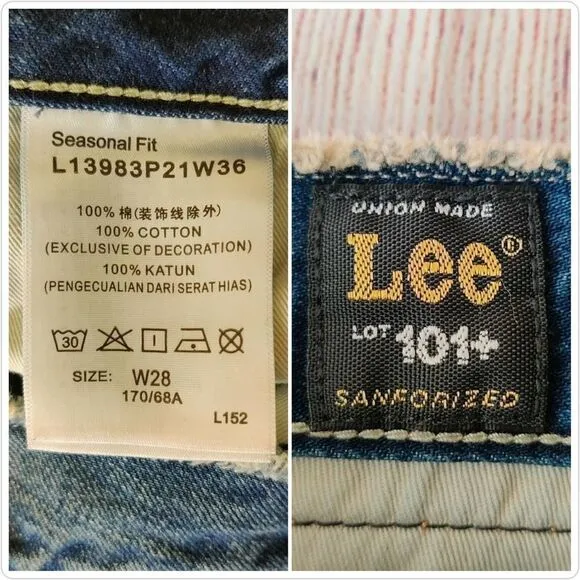 Seasonal Fit
L13983P21W36
100% 棉(装饰线除外)
100% COTTON
(EXCLUSIVE OF DECORATION)
100% KATUN
(PENGECUALIAN DARI SERAT HIAS)
30
SIZE: W28
170/68A
L152
UNION MADE
Lee®
LOT 101+
SANFORIZED